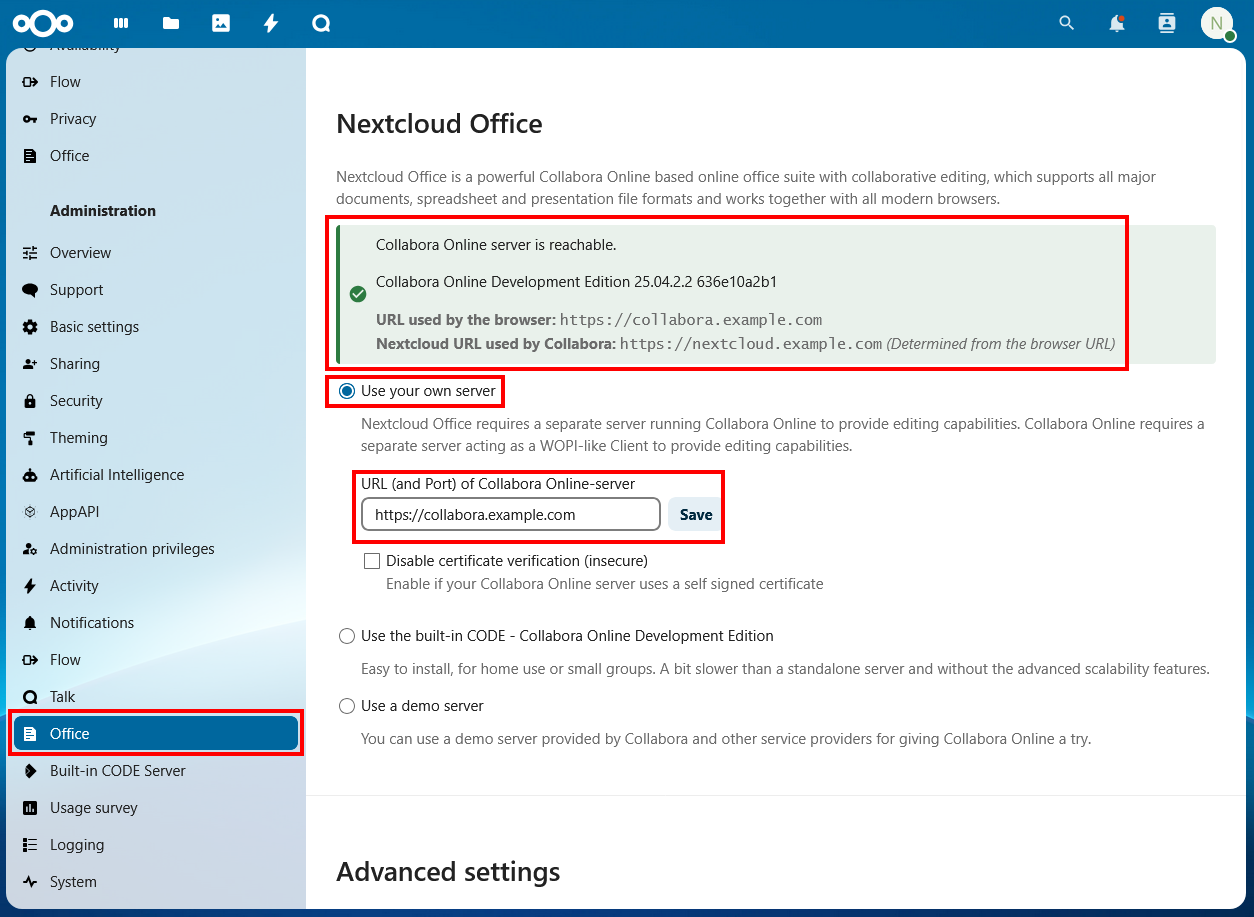 N
Availability
Flow
Privacy
Office
Administration
Overview
Support
Basic settings
Sharing
Security
Theming
Artificial Intelligence
AppAPI
Administration privileges
Activity
Notifications
Flow
Talk
Office
Built-in CODE Server
Usage survey
Logging
System
Nextcloud Office
Nextcloud Office is a powerful Collabora Online based online office suite with collaborative editing, which supports all major
documents, spreadsheet and presentation file formats and works together with all modern browsers.
Collabora Online server is reachable.
Collabora Online Development Edition 25.04.2.2 636e10a2b1
URL used by the browser: https://collabora.example.com
Nextcloud URL used by Collabora: https://nextcloud.example.com (Determined from the browser URL)
Use your own server
Nextcloud Office requires a separate server running Collabora Online to provide editing capabilities. Collabora Online requires a
separate server acting as a WOPI-like Client to provide editing capabilities.
URL (and Port) of Collabora Online-server
https://collabora.example.com Save
Disable certificate verification (insecure)
Enable if your Collabora Online server uses a self signed certificate
Use the built-in CODE - Collabora Online Development Edition
Easy to install, for home use or small groups. A bit slower than a standalone server and without the advanced scalability features.
Use a demo server
You can use a demo server provided by Collabora and other service providers for giving Collabora Online a try.
Advanced settings